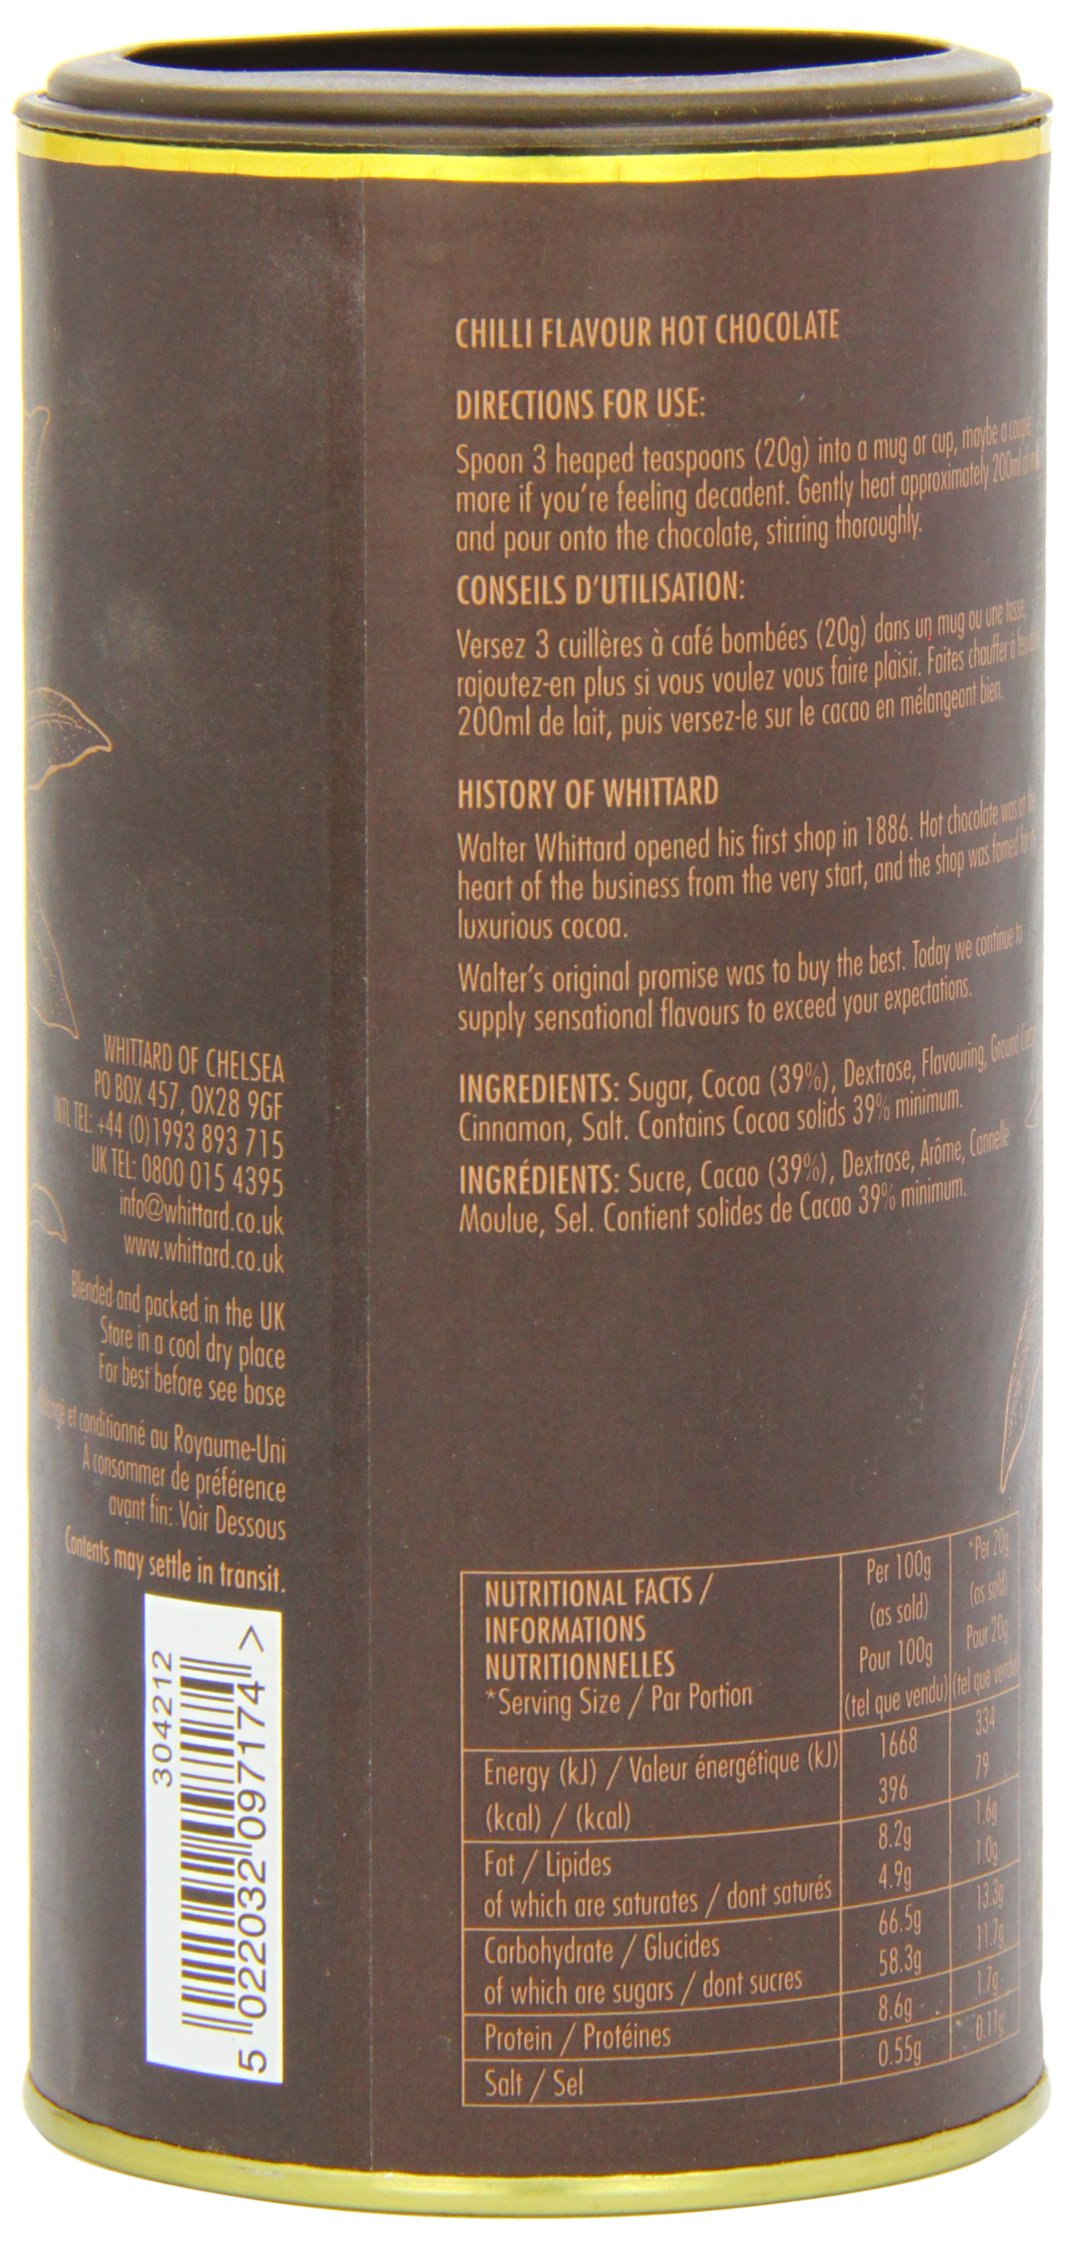 CHILLI FLAVOUR HOT CHOCOLATE
DIRECTIONS FOR USE:
Spoon 3 heaped teaspoons (20g) into a mug or cup, maybe a couple
more if you're feeling decadent. Gently heat approximately 200ml
and pour onto the chocolate, stirring thoroughly.
CONSEILS D'UTILISATION:
Versez 3 cuillères à café bombées (20g) dans un mug ou une tasse,
rajoutez-en plus si vous voulez vous faire plaisir. Faites chauffer à
200ml de lait, puis versez-le sur le cacao en mélangeant bien.
HISTORY OF WHITTARD
Walter Whittard opened his first shop in 1886. Hot chocolate was at the
heart of the business from the very start, and the shop was famed for
luxurious cocoa.
Walter's original promise was to buy the best. Today we continue to
supply sensational flavours to exceed your expectations.
INGREDIENTS: Sugar, Cocoa (39%), Dextrose, Flavouring, Ground
Cinnamon, Salt. Contains Cocoa solids 39% minimum.
INGRÉDIENTS: Sucre, Cacao (39%), Dextrose, Arôme, Cannelle
Moulue, Sel. Contient solides de Cacao 39% minimum.
WHITTARD OF CHELSEA
PO BOX 457, OX28 9GF
INTL TEL: +44 (0)1993 893 715
UK TEL: 0800 015 4395
info@whittard.co.uk
www.whittard.co.uk
Blended and packed in the UK
Store in a cool dry place
For best before see base
et conditionné au Royaume-Uni
A consommer de préférence
avant fin: Voir Dessous
Contents may settle in transit.
304212
5 022032 097174 >
NUTRITIONAL FACTS / INFORMATIONS NUTRITIONNELLES
*Serving Size / Par Portion
Per 100g (as sold) Pour 100g (tel que vendu)
*Per 20g (as sold) Pour 20g (tel que vendu)
Energy (kJ) / Valeur énergétique (kJ) 1668 334
(kcal) / (kcal) 396 79
Fat / Lipides 8.2g 1.6g
of which are saturates / dont saturés 4.9g 1.0g
Carbohydrate / Glucides 66.5g 13.3g
of which are sugars / dont sucres 58.3g 11.7g
Protein / Protéines 8.6g 1.7g
Salt / Sel 0.55g 0.11g